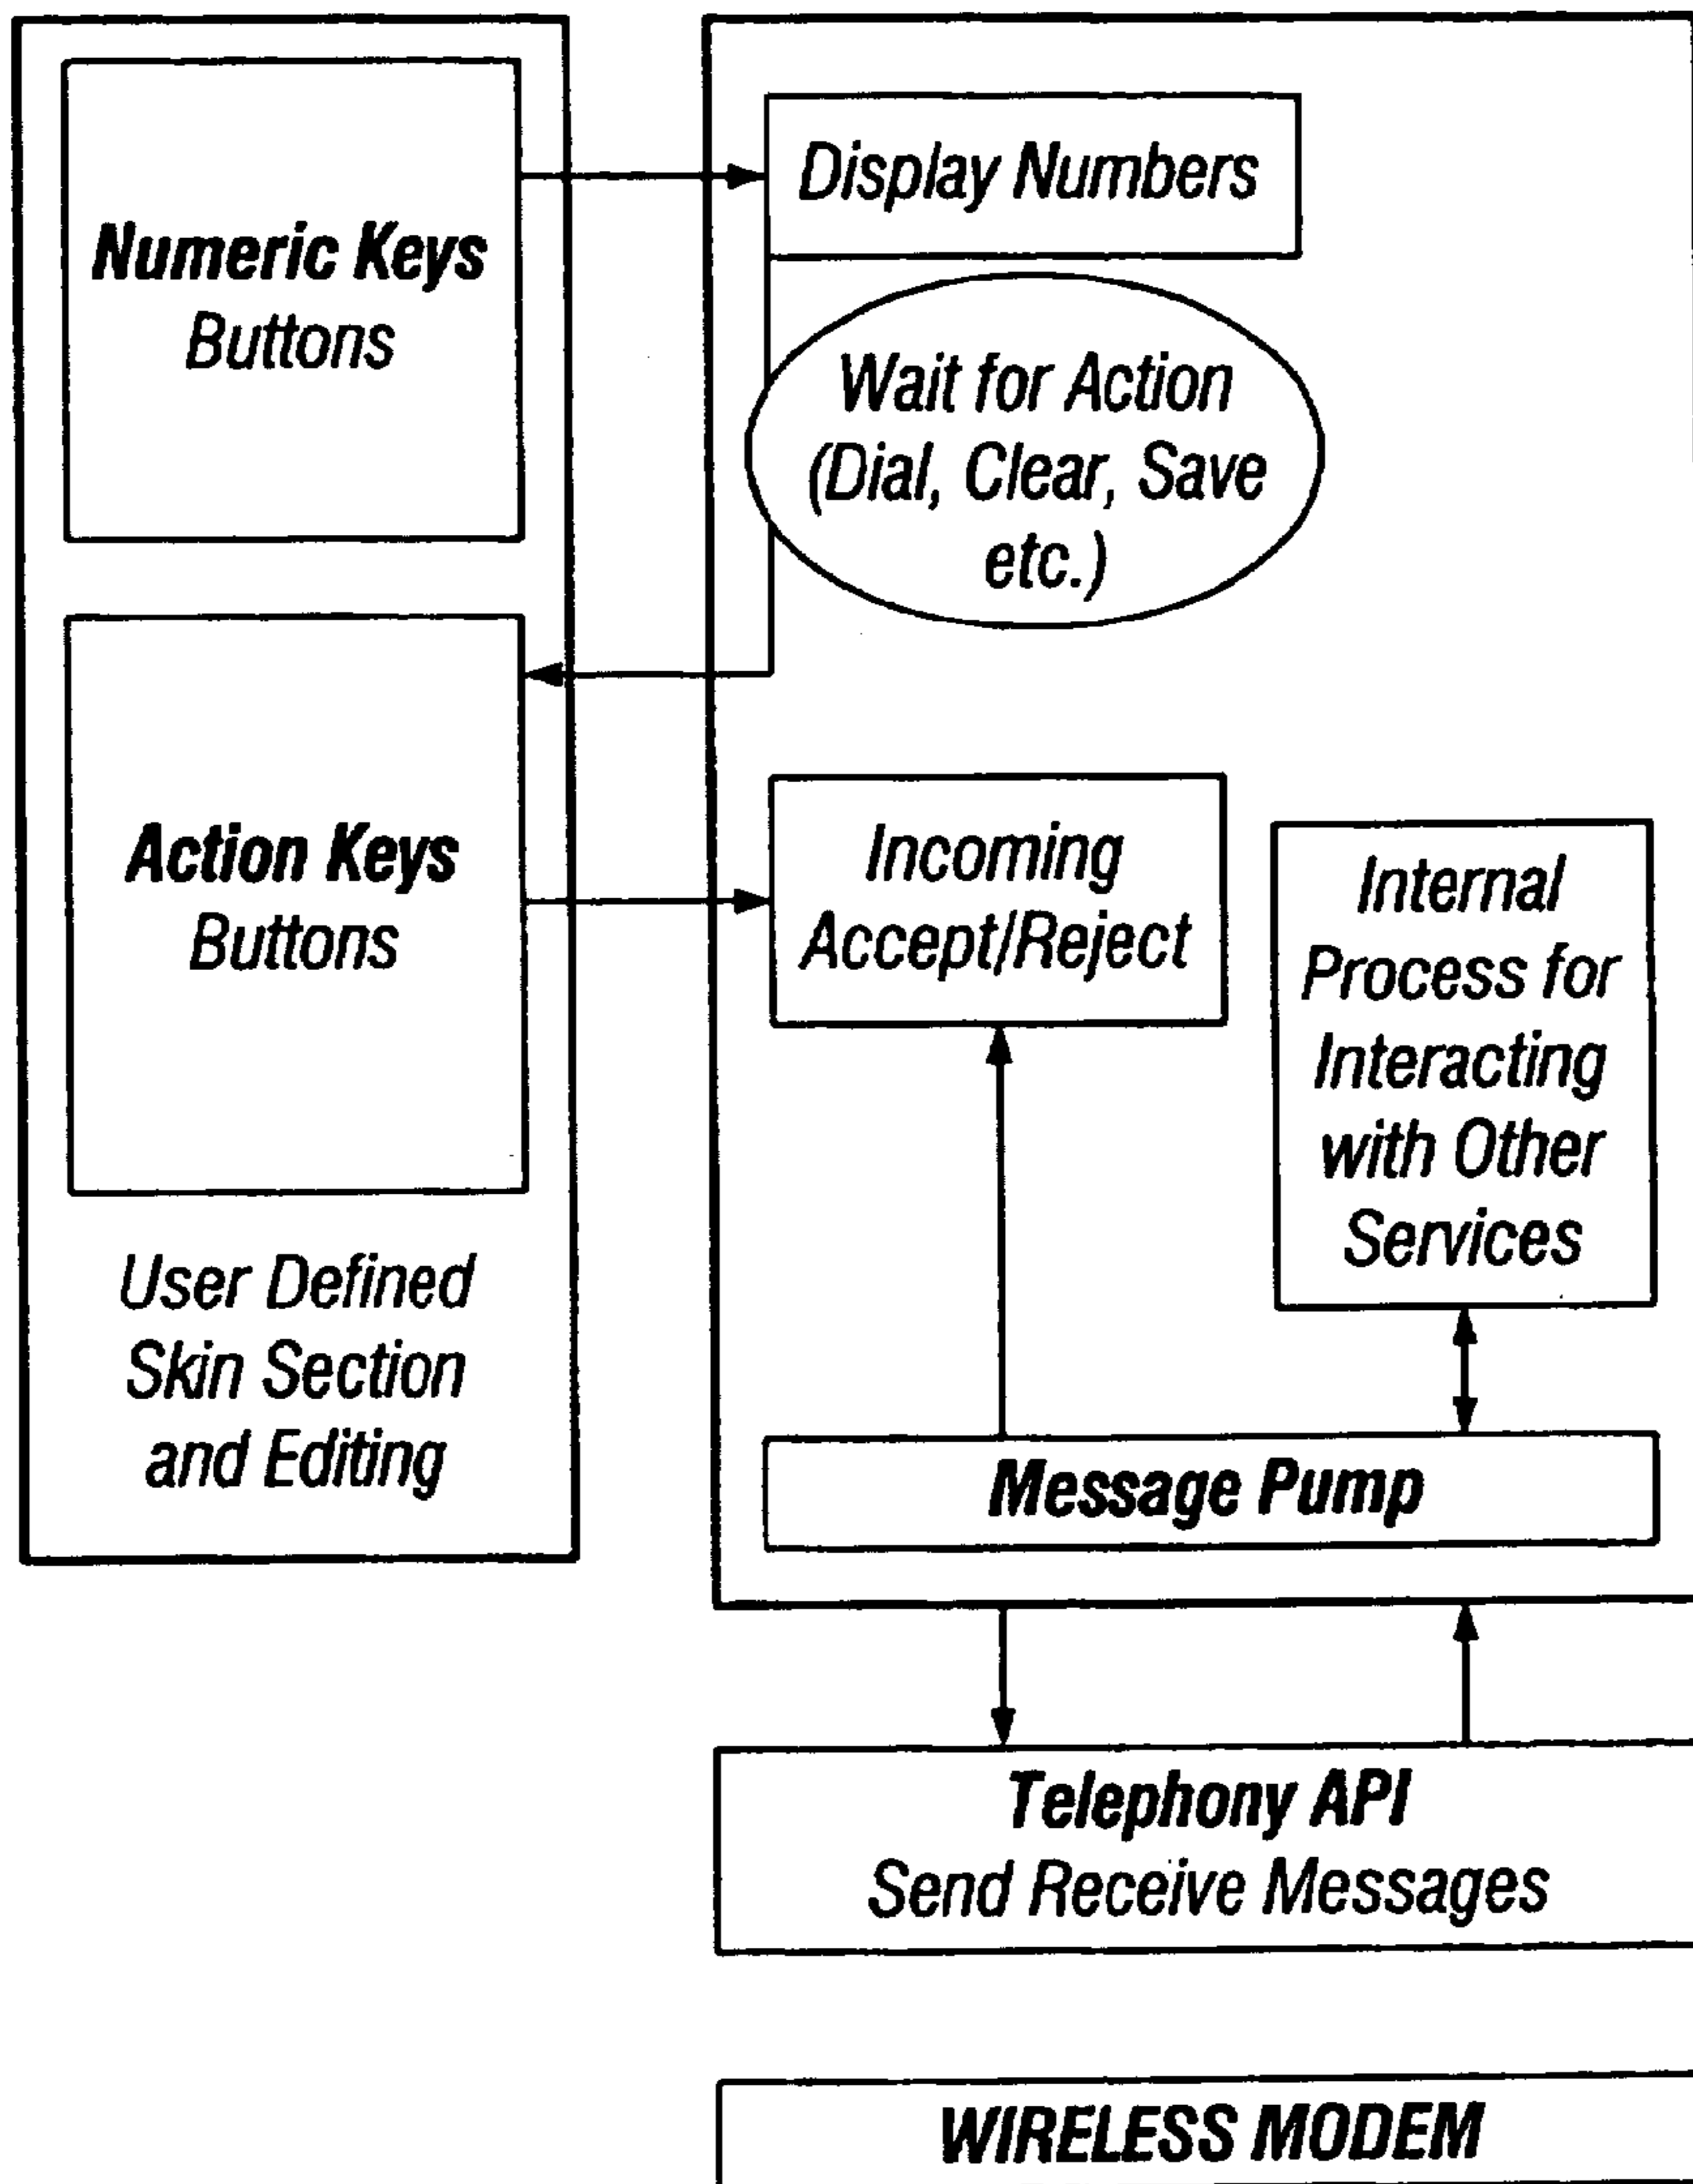 Numeric Keys
Buttons
Display Numbers
Wait for Action
(Dial, Clear, Save
etc.)
Action Keys
Buttons
Incoming
Accept/Reject
Internal
Process for
Interacting
with Other
Services
User Defined
Skin Section
and Editing
Message Pump
Telephony API
Send Receive Messages
WIRELESS MODEM